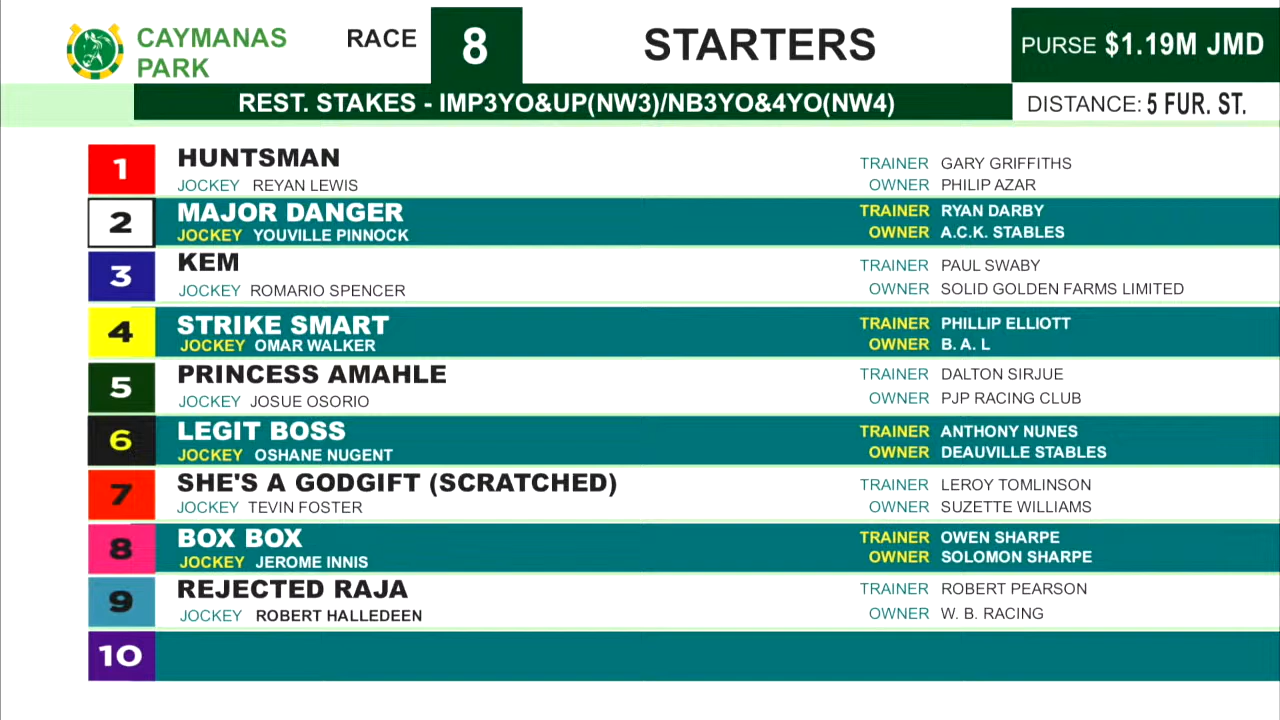 CAYMANAS PARK RACE 8 STARTERS PURSE $1.19M JMD
REST. STAKES - IMP3YO&UP(NW3)/NB3YO&4YO(NW4) DISTANCE: 5 FUR. ST.
1 HUNTSMAN TRAINER GARY GRIFFITHS
JOCKEY REYAN LEWIS OWNER PHILIP AZAR
2 MAJOR DANGER TRAINER RYAN DARBY
JOCKEY YOUVILLE PINNOCK OWNER A.C.K. STABLES
3 KEM TRAINER PAUL SWABY
JOCKEY ROMARIO SPENCER OWNER SOLID GOLDEN FARMS LIMITED
4 STRIKE SMART TRAINER PHILLIP ELLIOTT
JOCKEY OMAR WALKER OWNER B. A. L
5 PRINCESS AMAHLE TRAINER DALTON SIRJUE
JOCKEY JOSUE OSORIO OWNER PJP RACING CLUB
6 LEGIT BOSS TRAINER ANTHONY NUNES
JOCKEY OSHANE NUGENT OWNER DEAUVILLE STABLES
7 SHE'S A GODGIFT (SCRATCHED) TRAINER LEROY TOMLINSON
JOCKEY TEVIN FOSTER OWNER SUZETTE WILLIAMS
8 BOX BOX TRAINER OWEN SHARPE
JOCKEY JEROME INNIS OWNER SOLOMON SHARPE
9 REJECTED RAJA TRAINER ROBERT PEARSON
JOCKEY ROBERT HALLEDEEN OWNER W. B. RACING
10